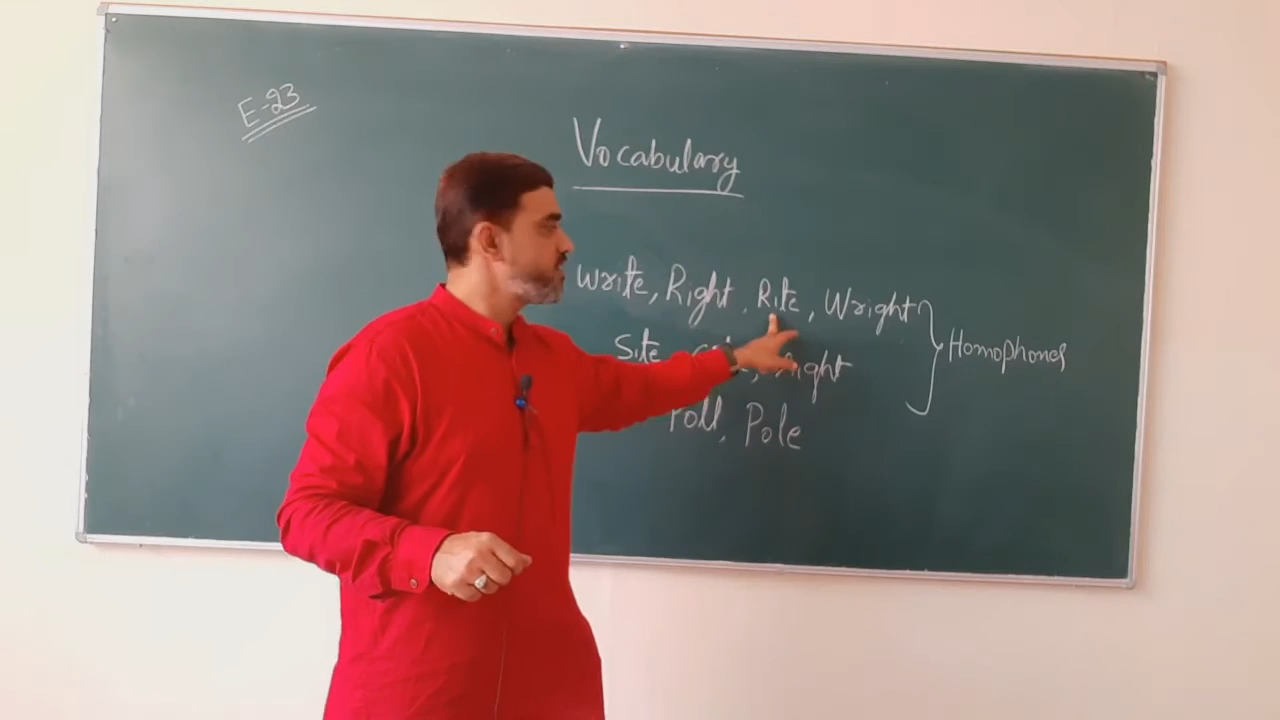 E-23
Vocabulary
Write, Right, Rite, Wright
Homophones
Site
Poll, Pole